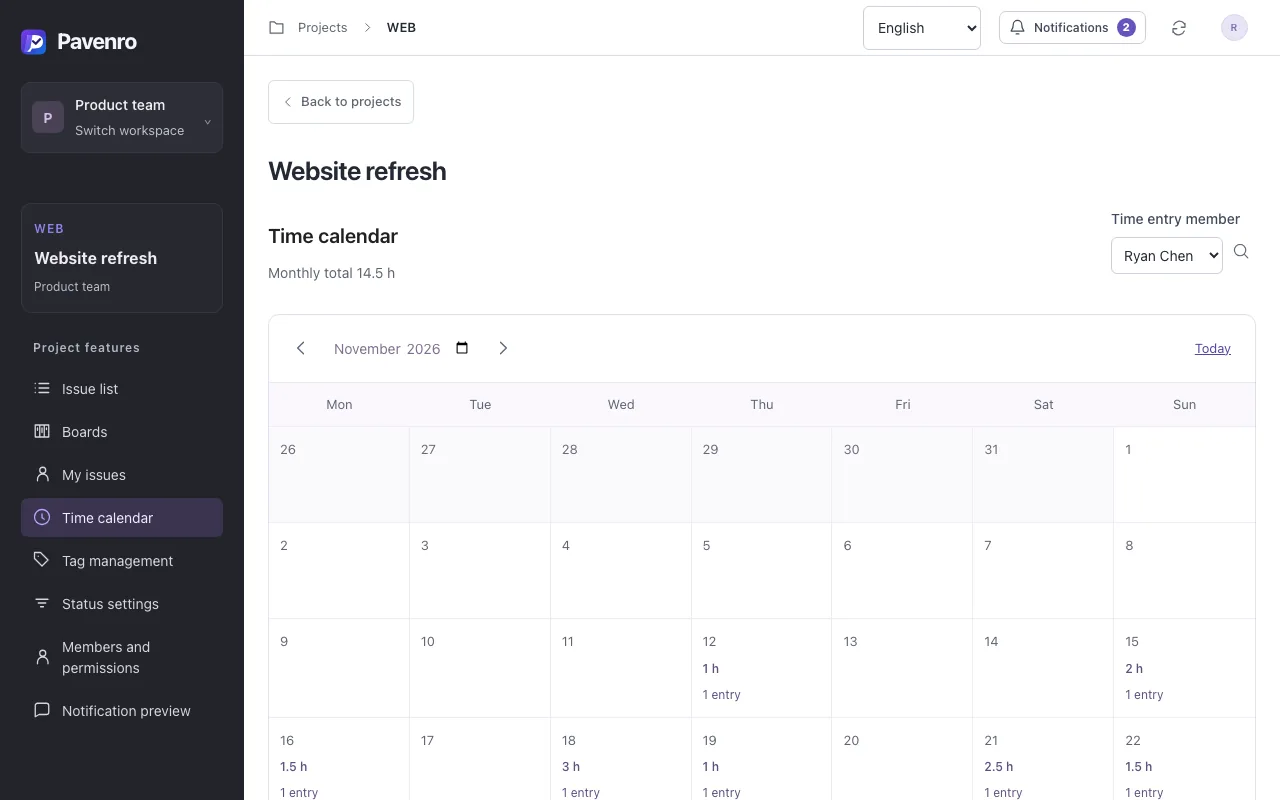 Pavenro
P
Product team
Switch workspace
WEB
Website refresh
Product team
Project features
Issue list
Boards
My issues
Time calendar
Tag management
Status settings
Members and
permissions
Notification preview
Projects
WEB
English
Notifications
2
R
Back to projects
Website refresh
Time calendar
Monthly total 14.5 h
Time entry member
Ryan Chen
November 2026
Today
Mon Tue Wed Thu Fri Sat Sun
26 27 28 29 30 31 1
2 3 4 5 6 7 8
9 10 11 12 13 14 15
1 h 2 h
1 entry 1 entry
16 17 18 19 20 21 22
1.5 h 3 h 1 h 2.5 h 1.5 h
1 entry 1 entry 1 entry 1 entry 1 entry